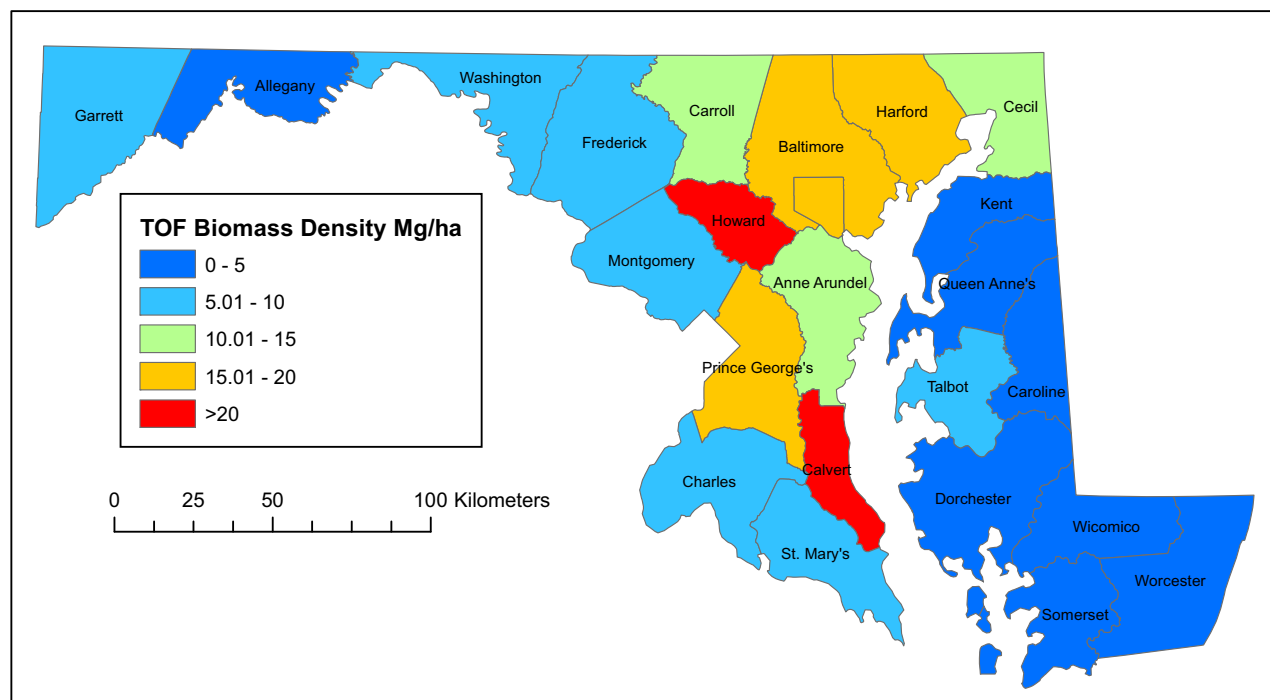 Garrett
Allegany
Washington
Frederick
Carroll
Baltimore
Harford
Cecil
Howard
Montgomery
Anne Arundel
Kent
Queen Anne's
Prince George's
Talbot
Caroline
Charles
Calvert
Dorchester
St. Mary's
Wicomico
Worcester
Somerset
TOF Biomass Density Mg/ha
0 - 5
5.01 - 10
10.01 - 15
15.01 - 20
>20
0 25 50 100 Kilometers